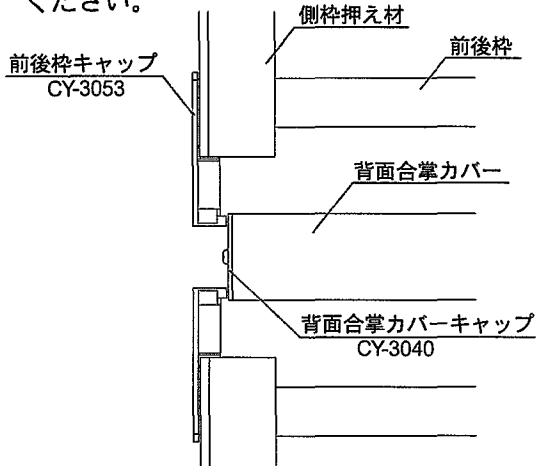 ください。
側枠押え材
前後枠
前後枠キャップ
CY-3053
背面合掌カバー
背面合掌カバーキャップ
CY-3040